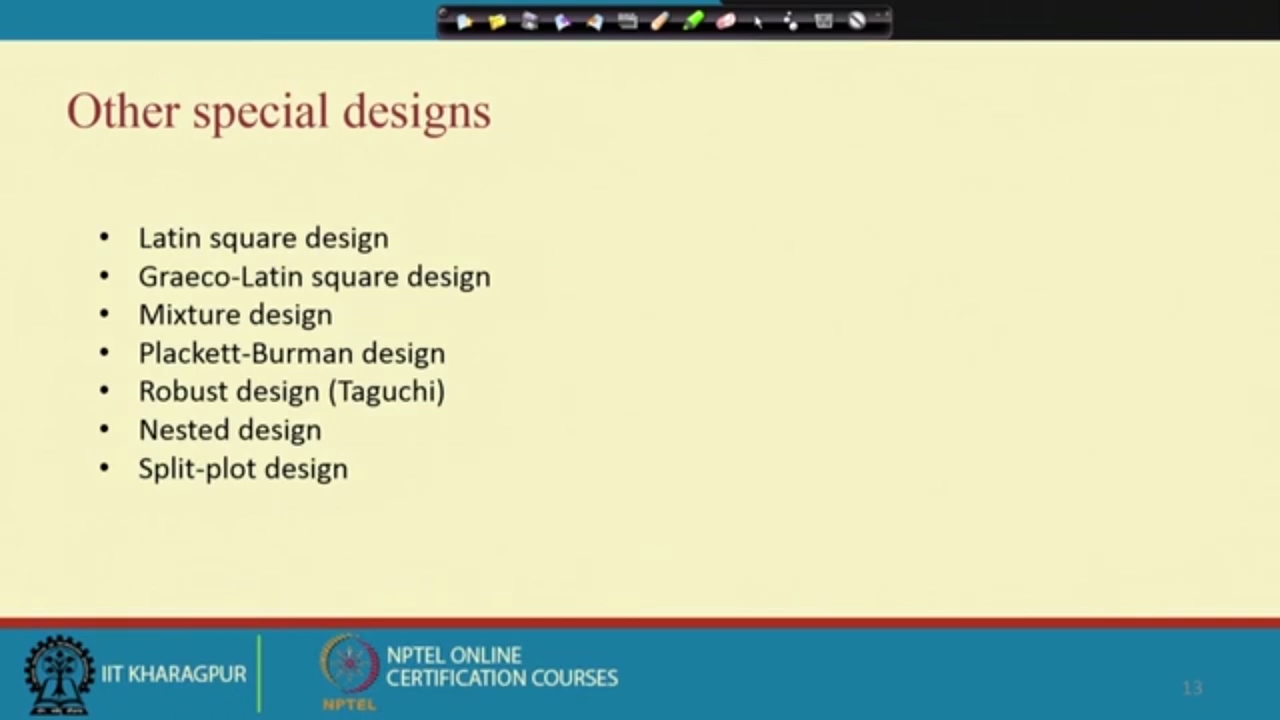 Other special designs
• Latin square design
• Graeco-Latin square design
• Mixture design
• Plackett-Burman design
• Robust design (Taguchi)
• Nested design
• Split-plot design
IIT KHARAGPUR
NPTEL
NPTEL ONLINE
CERTIFICATION COURSES
13